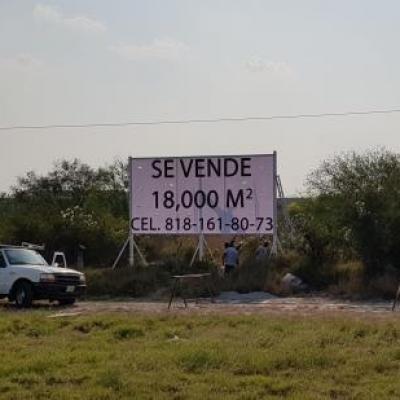 SE VENDE
18,000 M²
CEL. 818-161-80-73